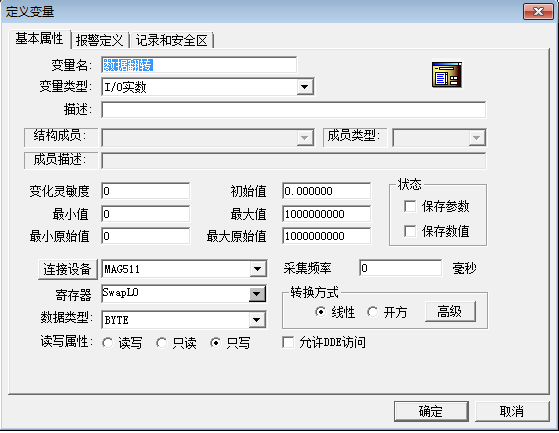 定义变量
基本属性 报警定义 记录和安全区
变量名: 数据翻转
变量类型: I/O实数
描述:
结构成员: 成员类型:
成员描述:
变化灵敏度 0 初始值 0.000000 状态
最小值 0 最大值 1000000000 保存参数
最小原始值 0 最大原始值 1000000000 保存数值
连接设备 MAG511 采集频率 0 毫秒
寄存器 SwapL0 转换方式
数据类型: BYTE 线性 开方 高级
读写属性: 读写 只读 只写 允许DDE访问
确定 取消